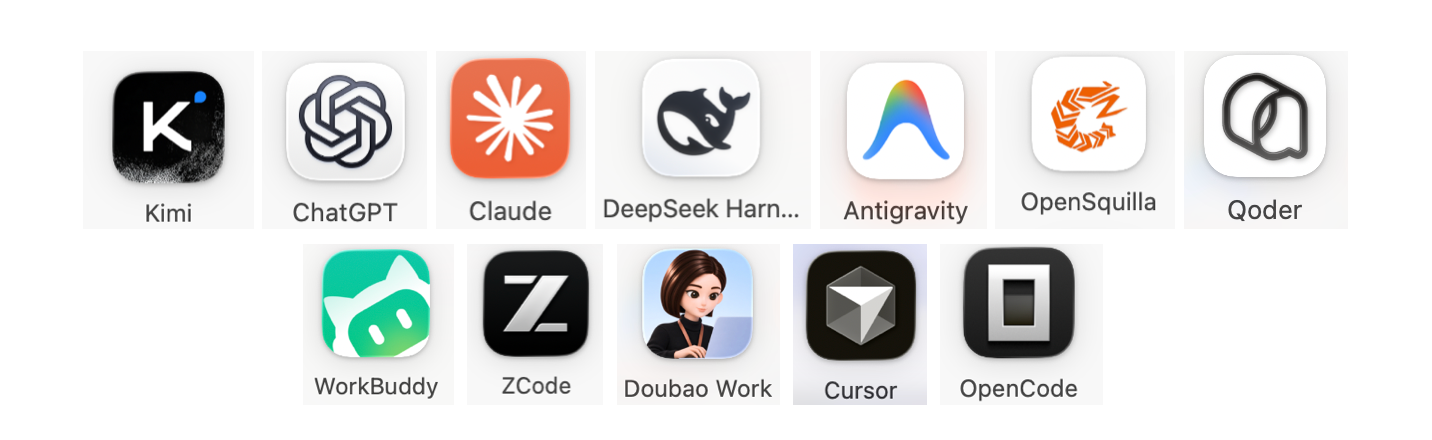 Kimi
ChatGPT
Claude
DeepSeek Harn...
Antigravity
OpenSquilla
Qoder
WorkBuddy
ZCode
Doubao Work
Cursor
OpenCode